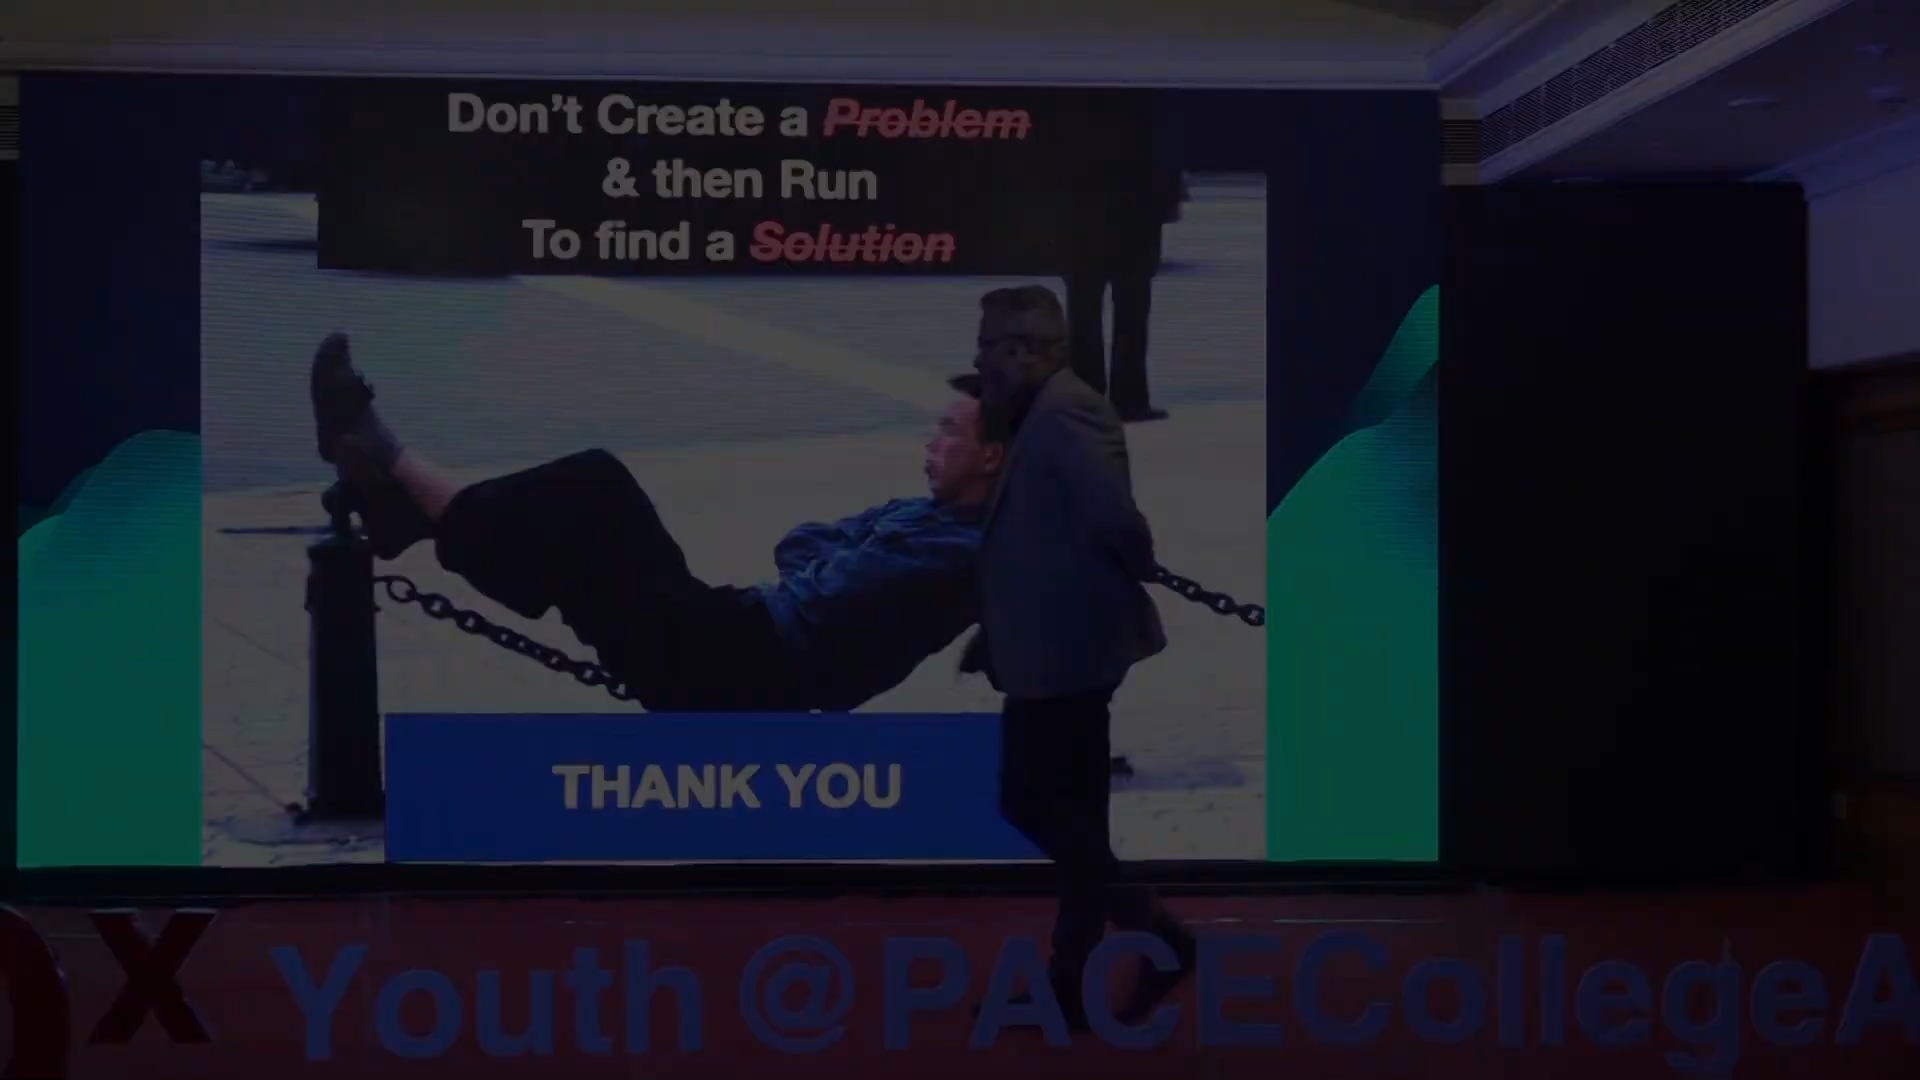 Don't Create a Problem
& then Run
To find a Solution
THANK YOU
X Youth @PACECollegeA